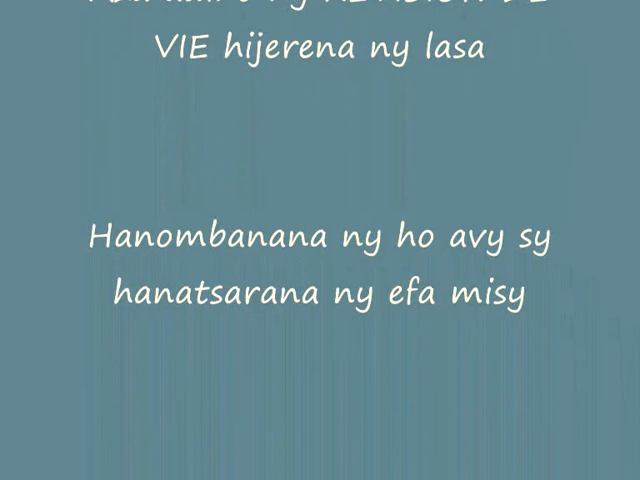 VIE hijerena ny lasa
Hanombanana ny ho avy sy
hanatsarana ny efa misy